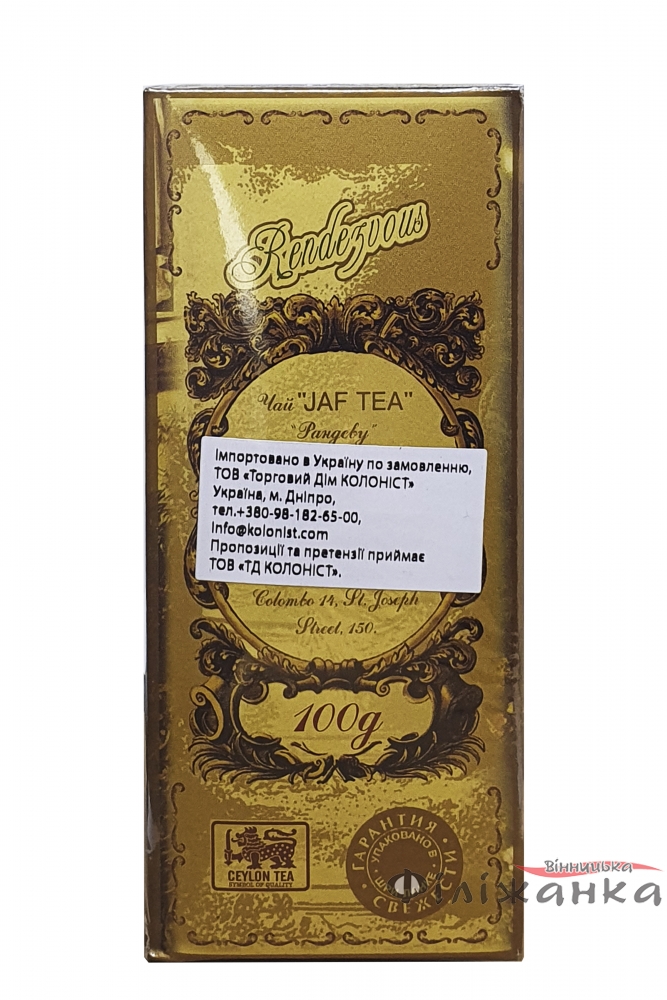 Rendezvous
Чай "JAF TEA"
"Рандеву"
Імпортовано в Україну по замовленню,
ТОВ «Торговий Дім КОЛОНІСТ»
Україна, м. Дніпро,
тел.+380-98-182-65-00,
Info@kolonist.com
Пропозиції та претензії приймає
ТОВ «ТД КОЛОНІСТ».
Colombo 14, St. Joseph
Street, 150.
100g
CEYLON TEA
SYMBOL OF QUALITY
ГАРАНТИЯ
УПАКОВАНО В
Вінницька
Філіжанка